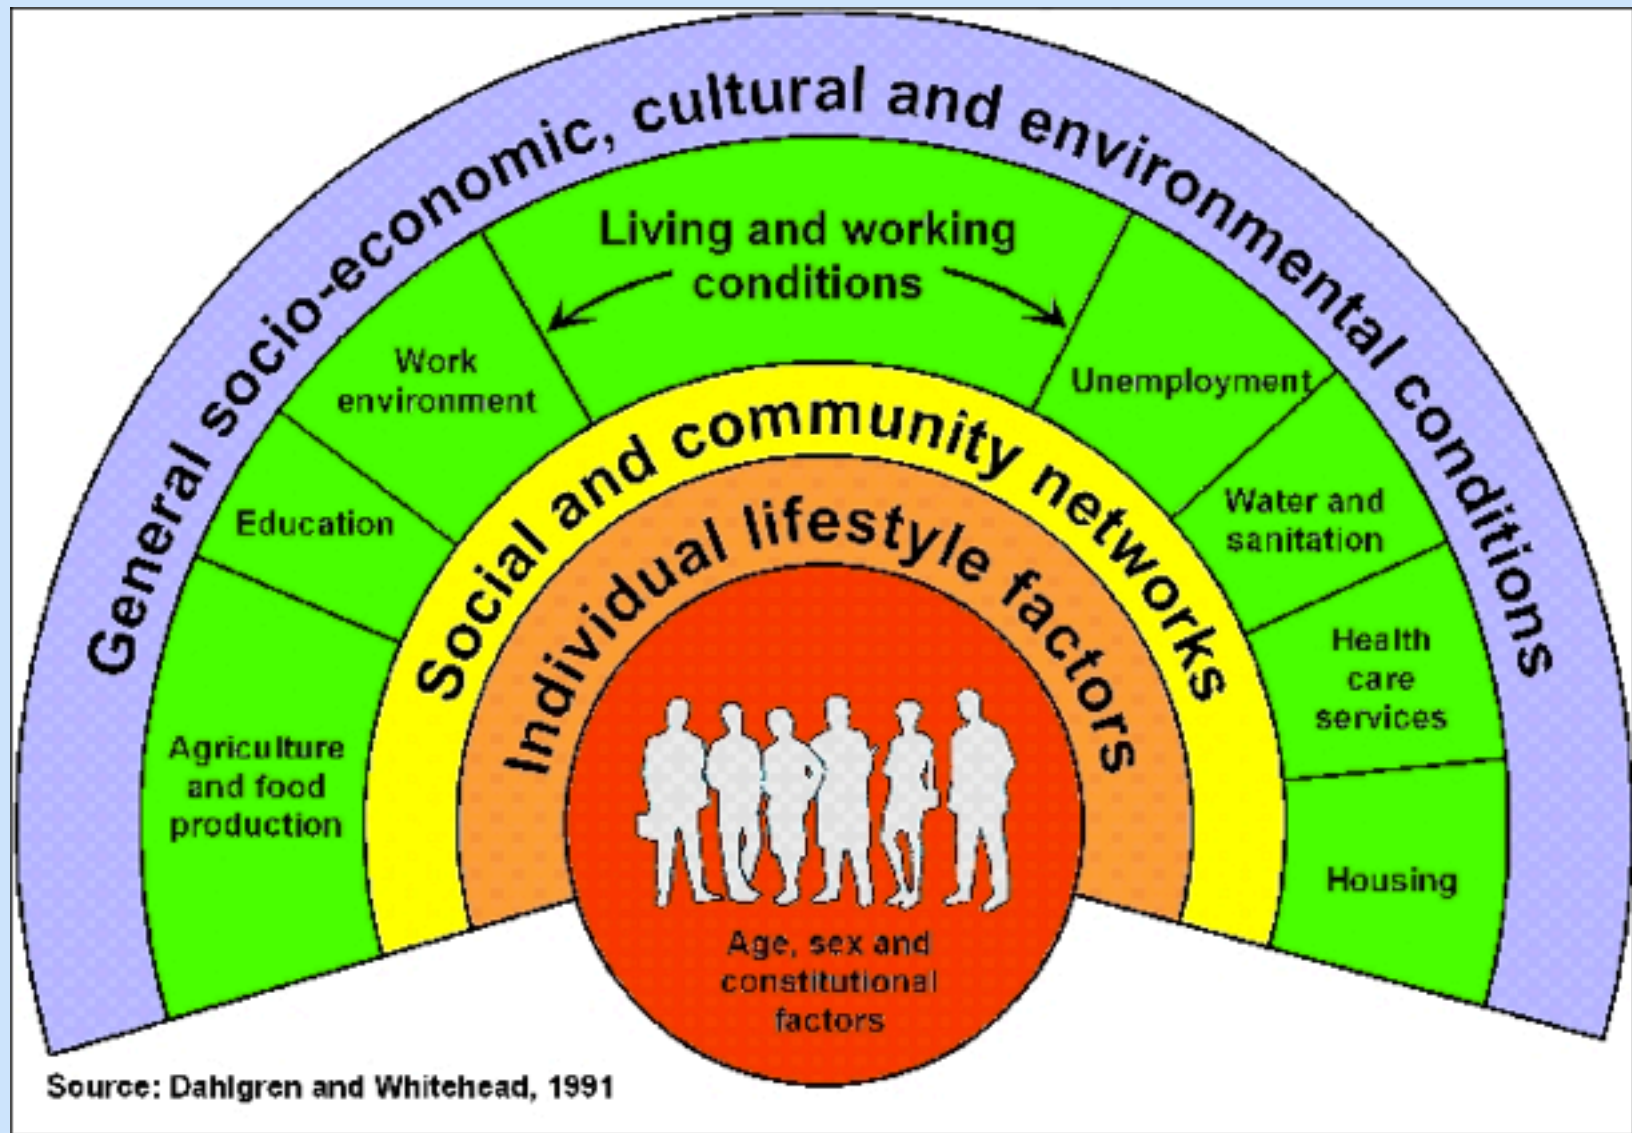 General socio-economic, cultural and environmental conditions
Living and working
conditions
Work
environment
Unemployment
Education
Water and
sanitation
Agriculture
and food
production
Health
care
services
Housing
Social and community networks
Individual lifestyle factors
Age, sex and
constitutional
factors
Source: Dahlgren and Whitehead, 1991